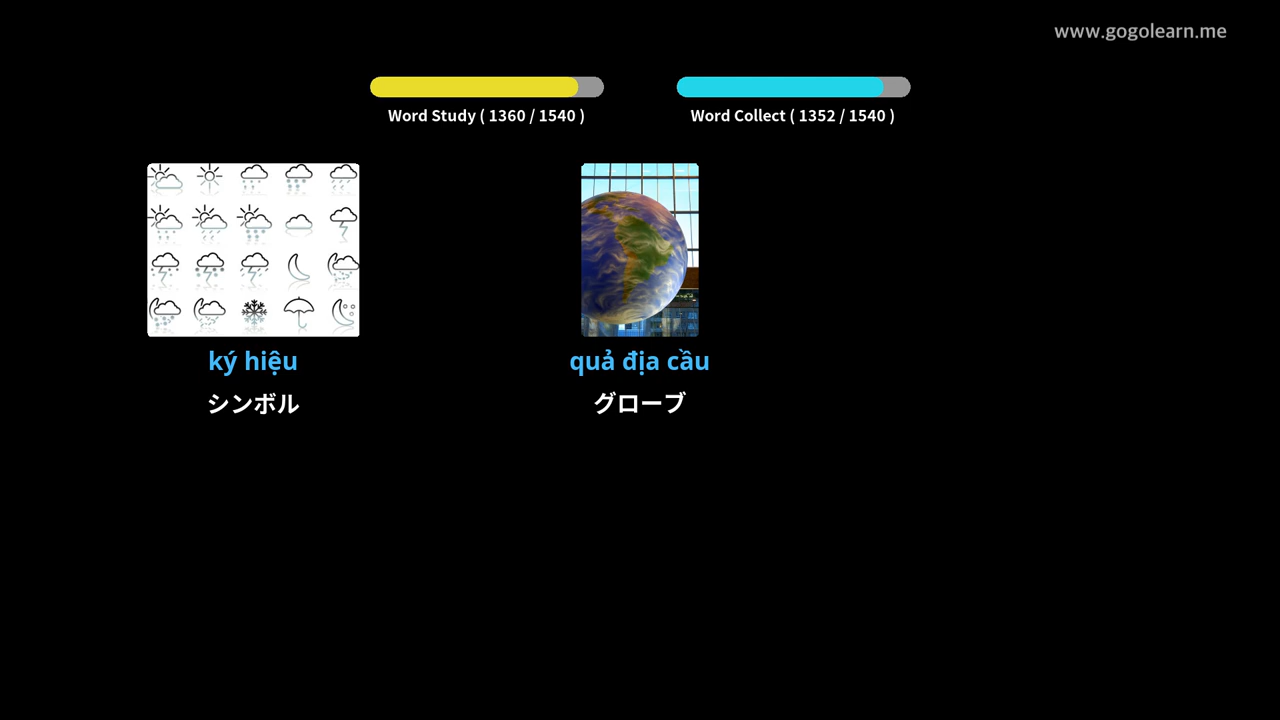 www.gogolearn.me
Word Study ( 1360 / 1540 )
Word Collect ( 1352 / 1540 )
ký hiệu
シンボル
quả địa cầu
グローブ